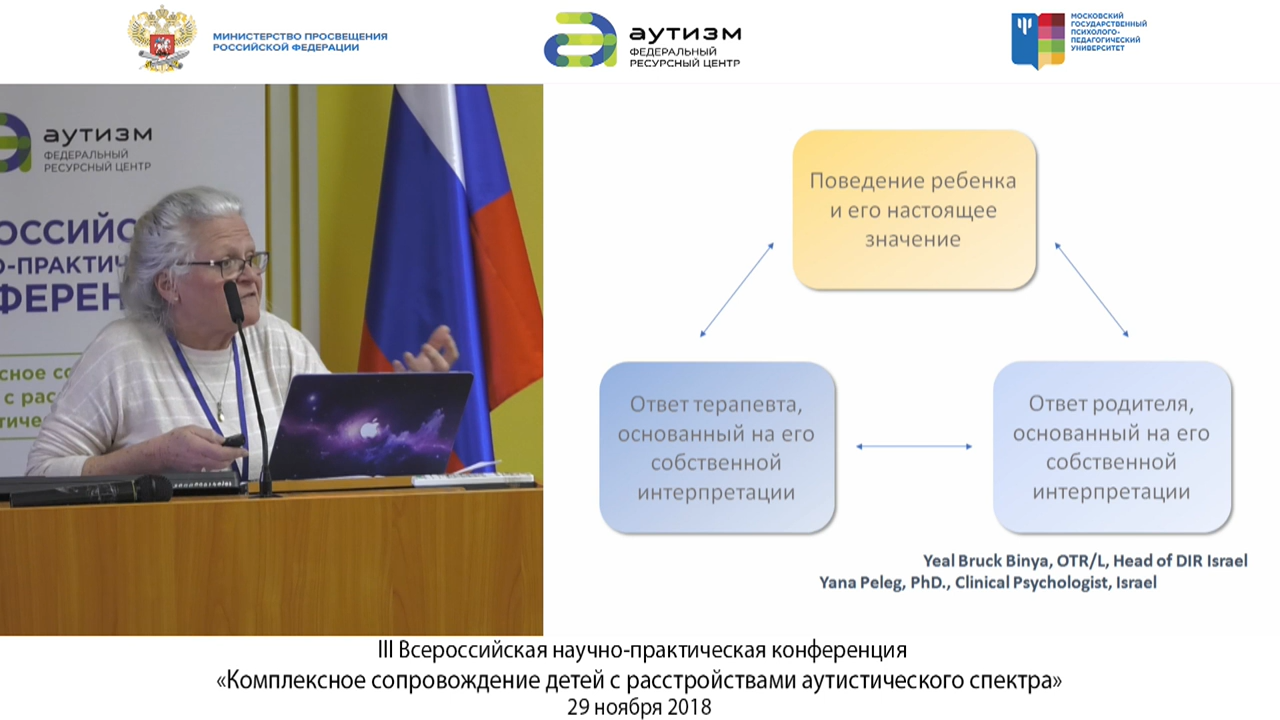 МИНИСТЕРСТВО ПРОСВЕЩЕНИЯ
РОССИЙСКОЙ ФЕДЕРАЦИИ
аутизм
ФЕДЕРАЛЬНЫЙ
РЕСУРСНЫЙ ЦЕНТР
МОСКОВСКИЙ
ГОСУДАРСТВЕННЫЙ
ПСИХОЛОГО-
ПЕДАГОГИЧЕСКИЙ
УНИВЕРСИТЕТ
аутизм
ФЕДЕРАЛЬНЫЙ
РЕСУРСНЫЙ ЦЕНТР
Поведение ребенка
и его настоящее
значение
Ответ терапевта,
основанный на его
собственной
интерпретации
Ответ родителя,
основанный на его
собственной
интерпретации
Yeal Bruck Binya, OTR/L, Head of DIR Israel
Yana Peleg, PhD., Clinical Psychologist, Israel
III Всероссийская научно-практическая конференция
«Комплексное сопровождение детей с расстройствами аутистического спектра»
29 ноября 2018